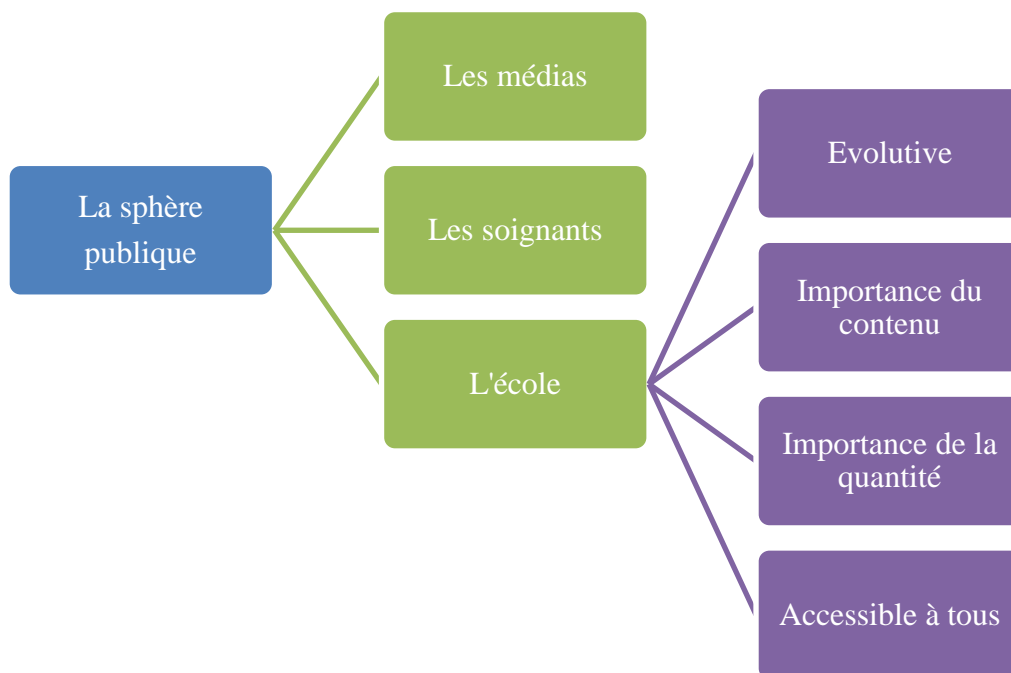 La sphère
publique
Les médias
Les soignants
L'école
Evolutive
Importance du
contenu
Importance de la
quantité
Accessible à tous